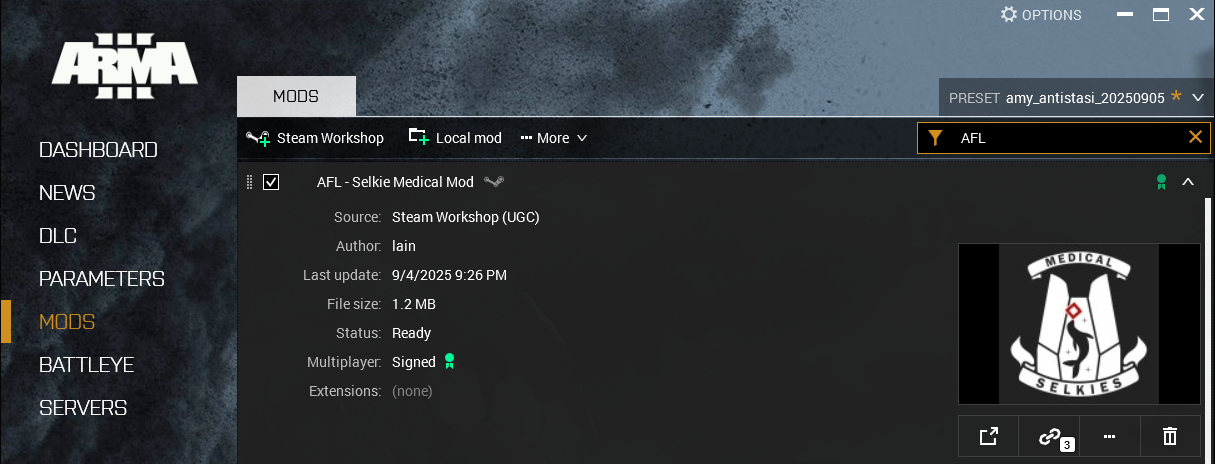 OPTIONS
ARMA
MODS
PRESET amy_antistasi_20250905 *
Steam Workshop
Local mod
··· More
AFL
DASHBOARD
NEWS
DLC
PARAMETERS
MODS
BATTLEYE
SERVERS
AFL - Selkie Medical Mod
Source: Steam Workshop (UGC)
Author: lain
Last update: 9/4/2025 9:26 PM
File size: 1.2 MB
Status: Ready
Multiplayer: Signed
Extensions: (none)
MEDICAL
SELKIES
3